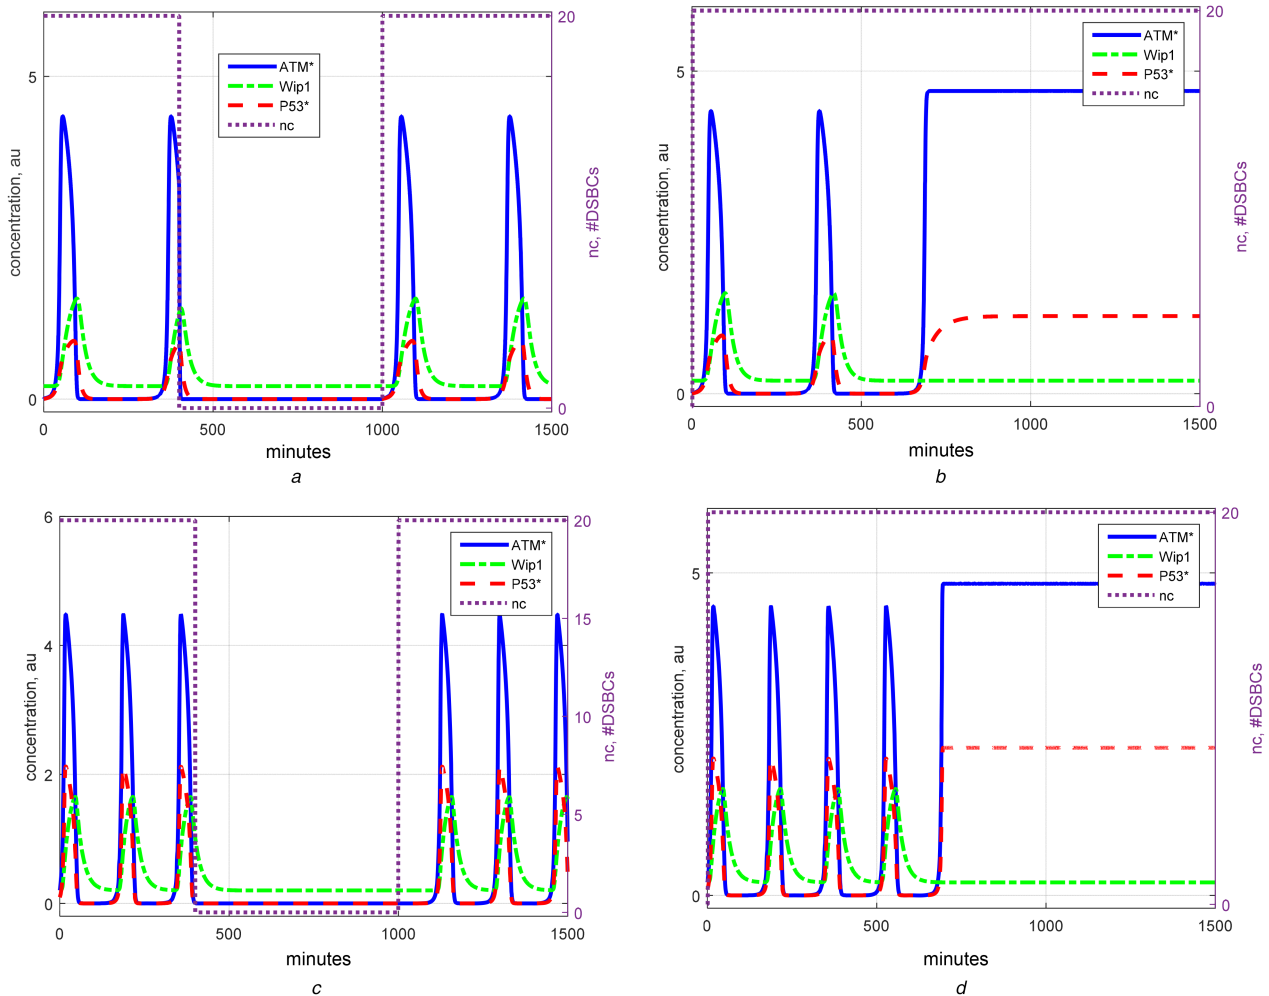 5
0
concentration, au
ATM*
Wip1
P53*
nc
20
0
nc, #DSBCs
0
500
1000
1500
minutes
a
5
0
concentration, au
ATM*
Wip1
P53*
nc
20
0
nc, #DSBCs
0
500
1000
1500
minutes
b
6
4
2
0
concentration, au
ATM*
Wip1
P53*
nc
20
15
10
5
0
nc, #DSBCs
0
500
1000
1500
minutes
c
5
0
concentration, au
ATM*
Wip1
P53*
nc
20
0
nc, #DSBCs
0
500
1000
1500
minutes
d